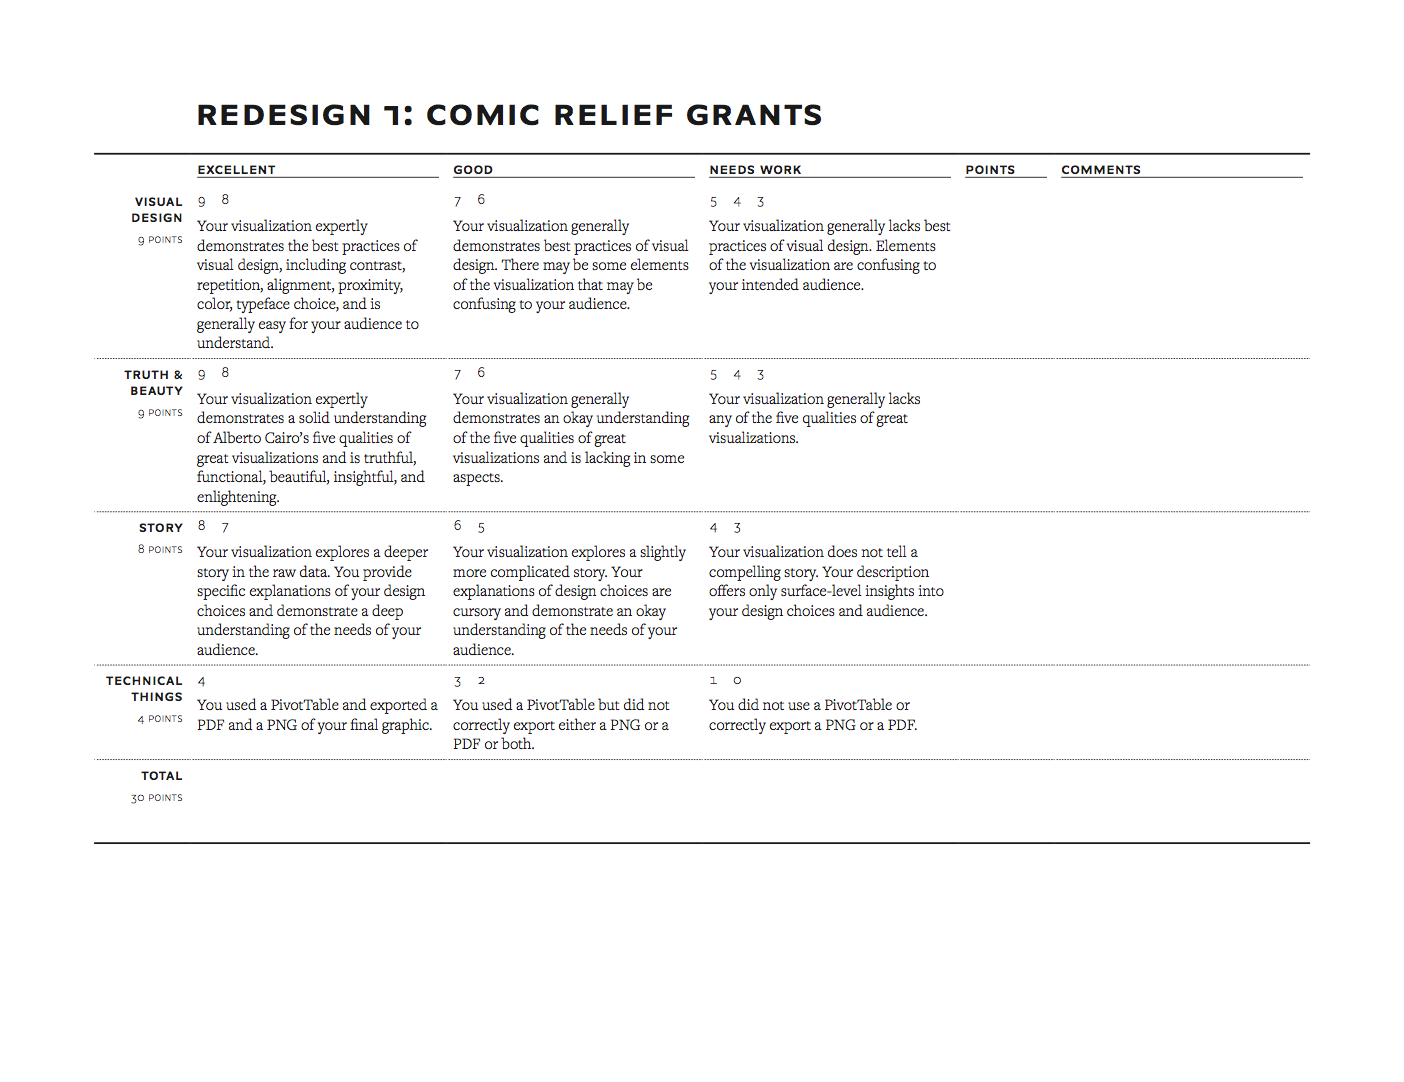 REDESIGN 1: COMIC RELIEF GRANTS
EXCELLENT GOOD NEEDS WORK POINTS COMMENTS
VISUAL
DESIGN
9 POINTS
9 8
Your visualization expertly
demonstrates the best practices of
visual design, including contrast,
repetition, alignment, proximity,
color, typeface choice, and is
generally easy for your audience to
understand.
7 6
Your visualization generally
demonstrates best practices of visual
design. There may be some elements
of the visualization that may be
confusing to your audience.
5 4 3
Your visualization generally lacks best
practices of visual design. Elements
of the visualization are confusing to
your intended audience.
TRUTH &
BEAUTY
9 POINTS
9 8
Your visualization expertly
demonstrates a solid understanding
of Alberto Cairo’s five qualities of
great visualizations and is truthful,
functional, beautiful, insightful, and
enlightening.
7 6
Your visualization generally
demonstrates an okay understanding
of the five qualities of great
visualizations and is lacking in some
aspects.
5 4 3
Your visualization generally lacks
any of the five qualities of great
visualizations.
STORY
8 POINTS
8 7
Your visualization explores a deeper
story in the raw data. You provide
specific explanations of your design
choices and demonstrate a deep
understanding of the needs of your
audience.
6 5
Your visualization explores a slightly
more complicated story. Your
explanations of design choices are
cursory and demonstrate an okay
understanding of the needs of your
audience.
4 3
Your visualization does not tell a
compelling story. Your description
offers only surface-level insights into
your design choices and audience.
TECHNICAL
THINGS
4 POINTS
4
You used a PivotTable and exported a
PDF and a PNG of your final graphic.
3 2
You used a PivotTable but did not
correctly export either a PNG or a
PDF or both.
1 0
You did not use a PivotTable or
correctly export a PNG or a PDF.
TOTAL
30 POINTS